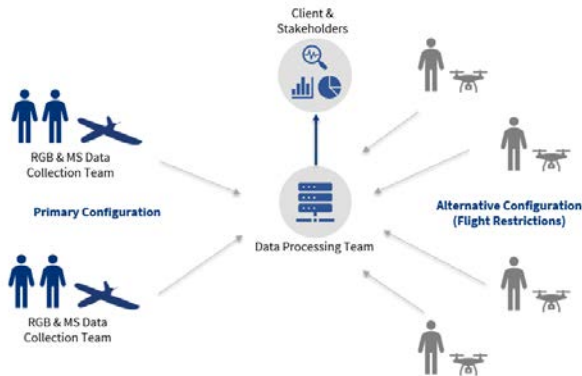 Client &
Stakeholders
RGB & MS Data
Collection Team
Primary Configuration
Alternative Configuration
(Flight Restrictions)
Data Processing Team
RGB & MS Data
Collection Team